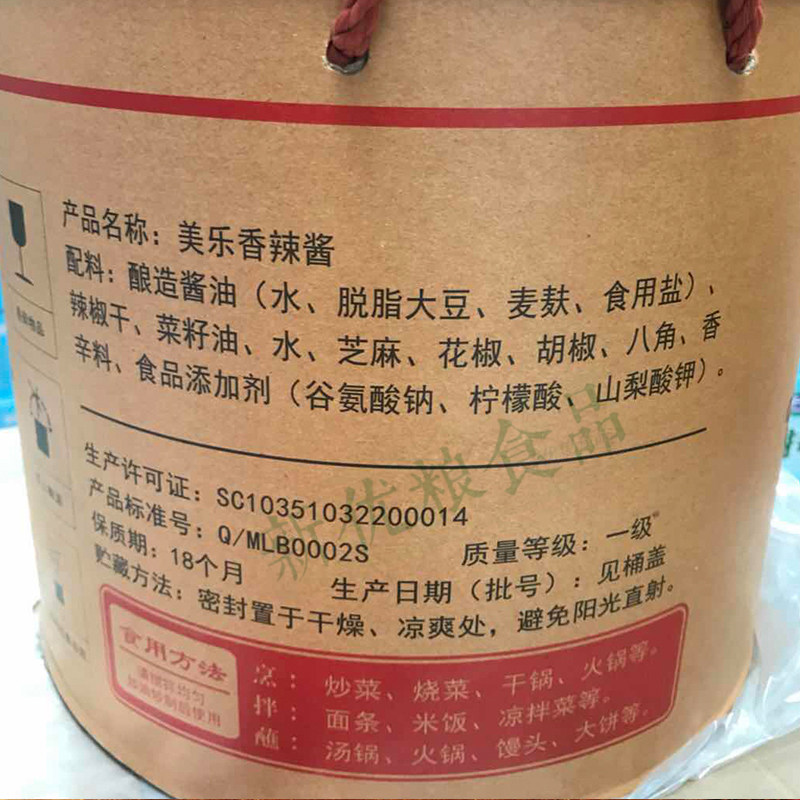 产品名称：美乐香辣酱
配料：酿造酱油（水、脱脂大豆、麦麸、食用盐）、
辣椒干、菜籽油、水、芝麻、花椒、胡椒、八角、香
辛料、食品添加剂（谷氨酸钠、柠檬酸、山梨酸钾）。
生产许可证：SC10351032200014
产品标准号：Q/MLB0002S
质量等级：一级
保质期：18个月
生产日期（批号）：见桶盖
贮藏方法：密封置于干燥、凉爽处，避免阳光直射。
新优粮食品
食用方法
烹：炒菜、烧菜、干锅、火锅等。
拌：面条、米饭、凉拌菜等。
蘸：汤锅、火锅、馒头、大饼等。